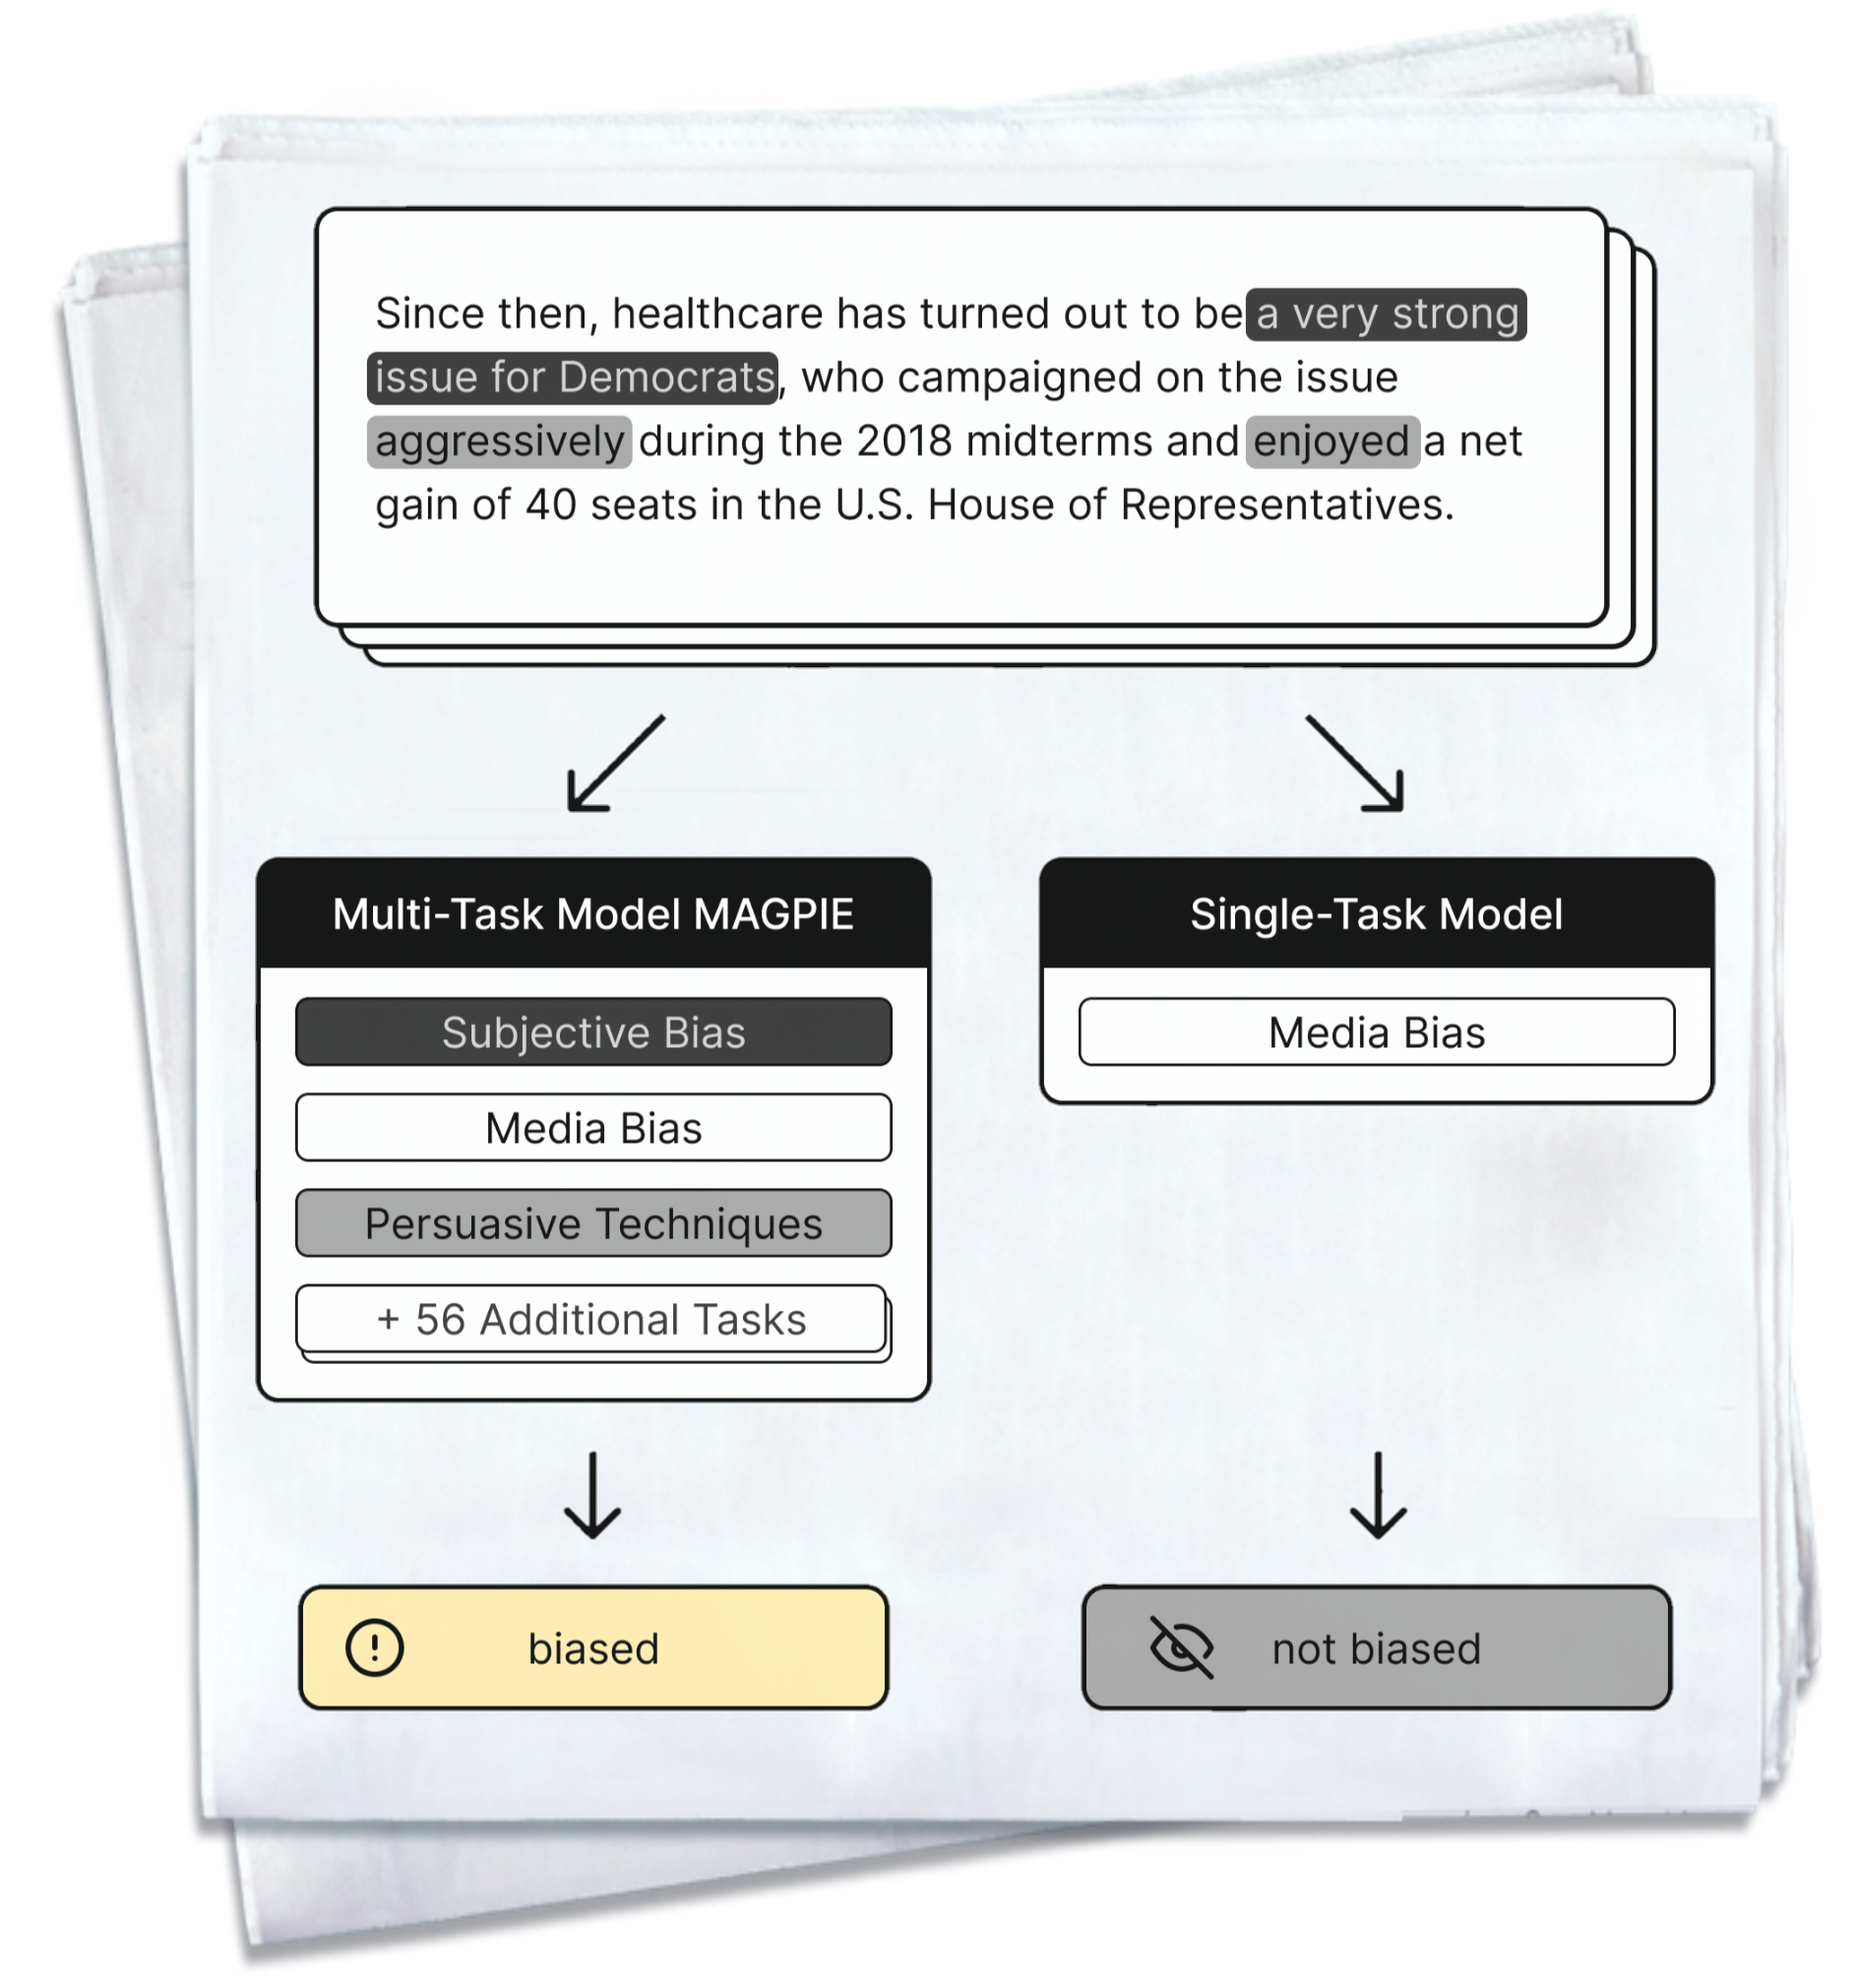 Since then, healthcare has turned out to be a very strong
issue for Democrats, who campaigned on the issue
aggressively during the 2018 midterms and enjoyed a net
gain of 40 seats in the U.S. House of Representatives.
Multi-Task Model MAGPIE
Subjective Bias
Media Bias
Persuasive Techniques
+ 56 Additional Tasks
biased
Single-Task Model
Media Bias
not biased